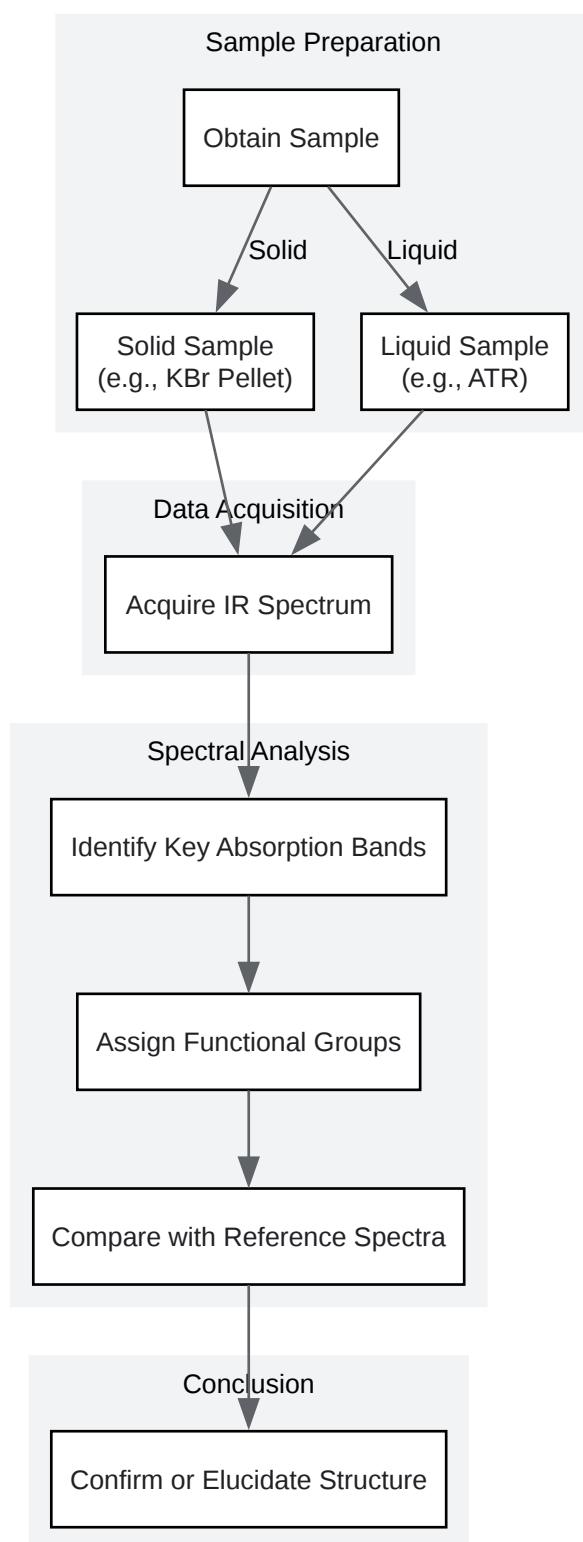 Sample Preparation
Obtain Sample
Solid
Liquid
Solid Sample
(e.g., KBr Pellet)
Liquid Sample
(e.g., ATR)
Data Acquisition
Acquire IR Spectrum
Spectral Analysis
Identify Key Absorption Bands
Assign Functional Groups
Compare with Reference Spectra
Conclusion
Confirm or Elucidate Structure